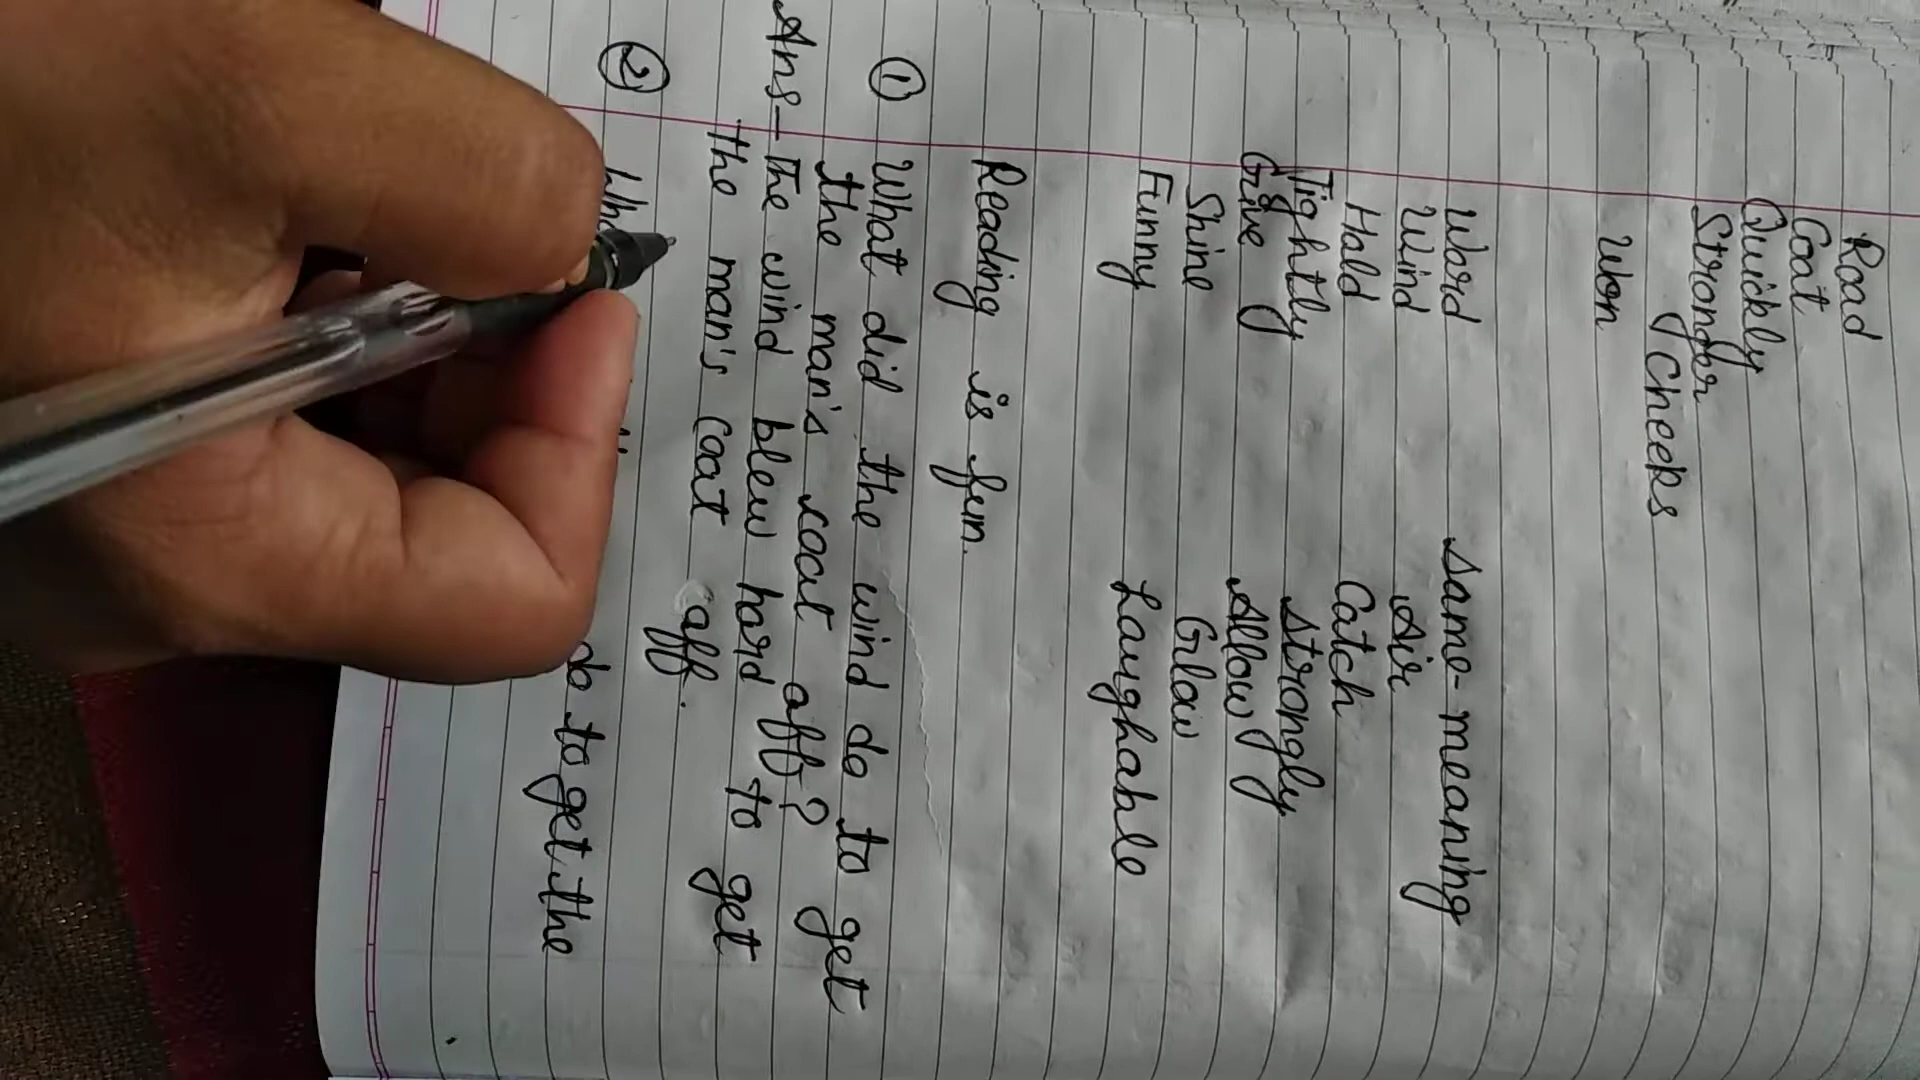 Road
Coat
Quickly
Stronger
Cheeks
Won
Word same-meaning
Wind Air
Hold Catch
Tightly Strongly
Give Allow
Shine Glow
Funny Laughable
Reading is fun.
① What did the wind do to get
the man's coat off?
Ans- The wind blew hard to get
the man's coat off.
② do to get the